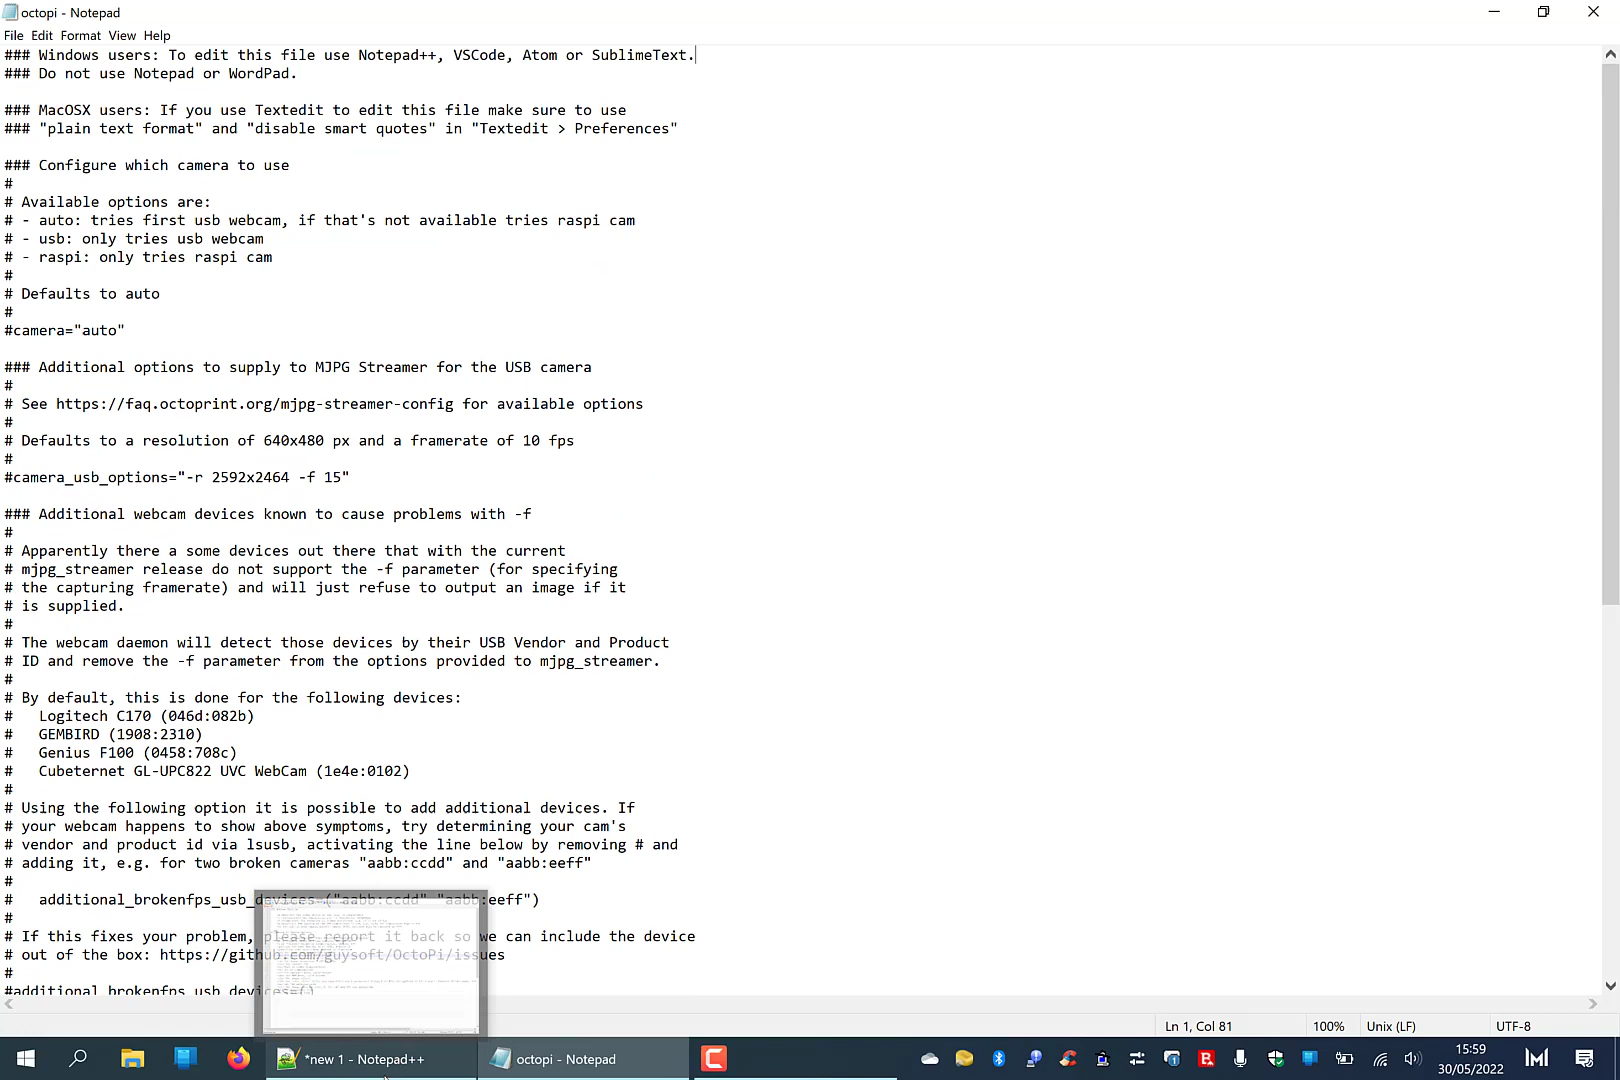 octopi - Notepad
File Edit Format View Help
### Windows users: To edit this file use Notepad++, VSCode, Atom or SublimeText.
### Do not use Notepad or WordPad.
### MacOSX users: If you use Textedit to edit this file make sure to use
### "plain text format" and "disable smart quotes" in "Textedit > Preferences"
### Configure which camera to use
#
# Available options are:
# - auto: tries first usb webcam, if that's not available tries raspi cam
# - usb: only tries usb webcam
# - raspi: only tries raspi cam
#
# Defaults to auto
#
#camera="auto"
### Additional options to supply to MJPG Streamer for the USB camera
#
# See https://faq.octoprint.org/mjpg-streamer-config for available options
#
# Defaults to a resolution of 640x480 px and a framerate of 10 fps
#
#camera_usb_options="-r 2592x2464 -f 15"
### Additional webcam devices known to cause problems with -f
#
# Apparently there a some devices out there that with the current
# mjpg_streamer release do not support the -f parameter (for specifying
# the capturing framerate) and will just refuse to output an image if it
# is supplied.
#
# The webcam daemon will detect those devices by their USB Vendor and Product
# ID and remove the -f parameter from the options provided to mjpg_streamer.
#
# By default, this is done for the following devices:
#   Logitech C170 (046d:082b)
#   GEMBIRD (1908:2310)
#   Genius F100 (0458:708c)
#   Cubeternet GL-UPC822 UVC WebCam (1e4e:0102)
#
# Using the following option it is possible to add additional devices. If
# your webcam happens to show above symptoms, try determining your cam's
# vendor and product id via lsusb, activating the line below by removing # and
# adding it, e.g. for two broken cameras "aabb:ccdd" and "aabb:eeff"
#
#   additional_brokenfps_usb_devices=("aabb:ccdd" "aabb:eeff")
#
# If this fixes your problem, please report it back so we can include the device
# out of the box: https://github.com/guysoft/OctoPi/issues
#
#additional_brokenfps_usb_devices=()
Ln 1, Col 81 100% Unix (LF) UTF-8
*new 1 - Notepad++ octopi - Notepad 15:59
30/05/2022